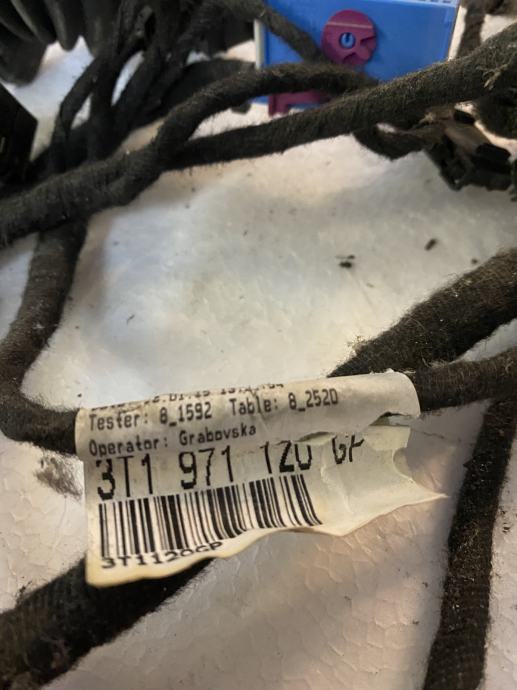 Tester: 8_1592 Table: 8_2520
Operator: Grabovska
3T1 971 120 GP
3T1120GP